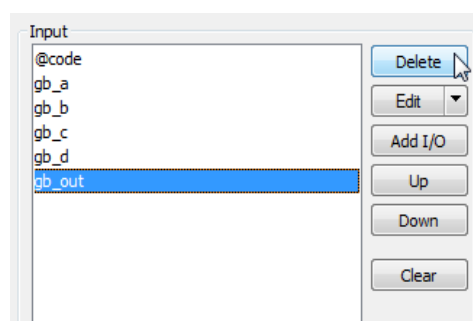 Input
@code
gb_a
gb_b
gb_c
gb_d
gb_out
Delete
Edit
Add I/O
Up
Down
Clear